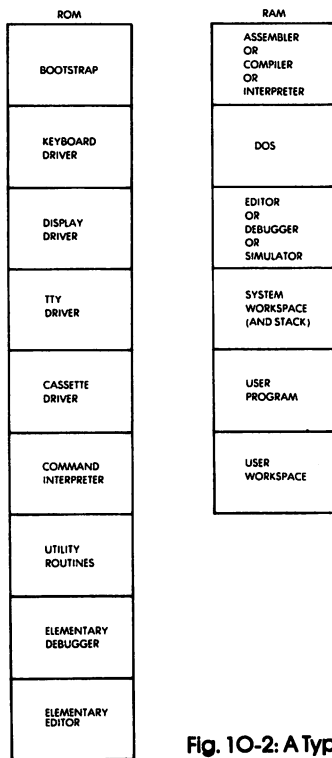 ROM
BOOTSTRAP
KEYBOARD
DRIVER
DISPLAY
DRIVER
TTY
DRIVER
CASSETTE
DRIVER
COMMAND
INTERPRETER
UTILITY
ROUTINES
ELEMENTARY
DEBUGGER
ELEMENTARY
EDITOR
RAM
ASSEMBLER
OR
COMPILER
OR
INTERPRETER
DOS
EDITOR
OR
DEBUGGER
OR
SIMULATOR
SYSTEM
WORKSPACE
(AND STACK)
USER
PROGRAM
USER
WORKSPACE
Fig. 10-2: A Typ